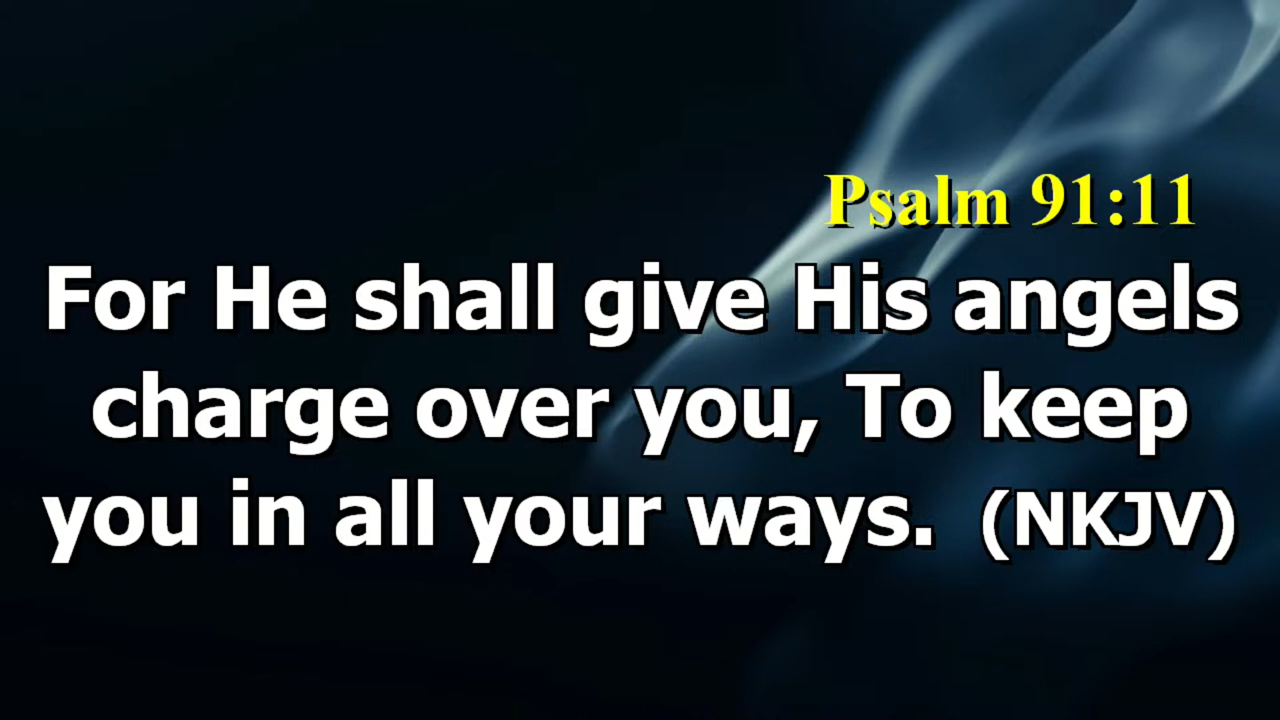 Psalm 91:11
For He shall give His angels
charge over you, To keep
you in all your ways. (NKJV)